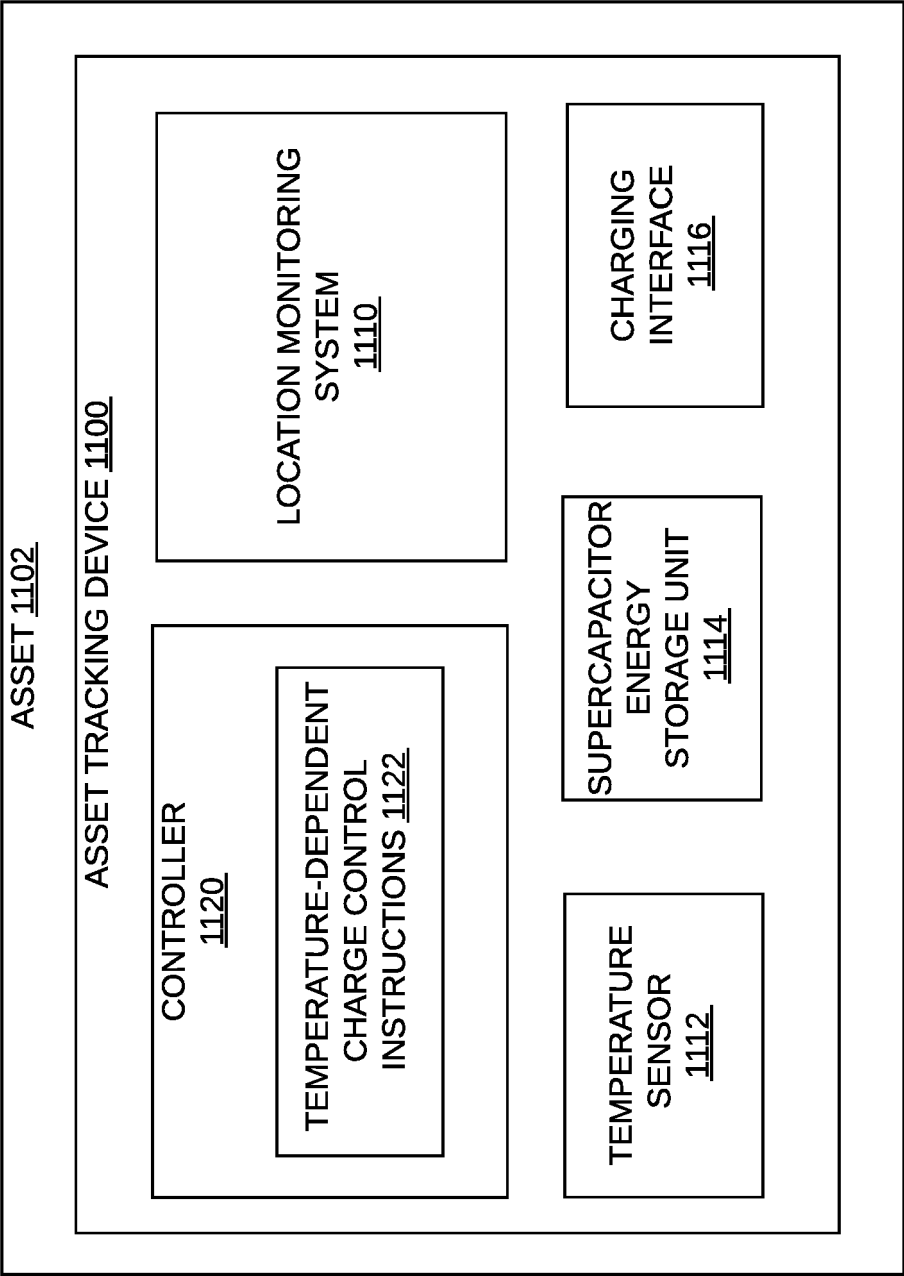 ASSET 1102
ASSET TRACKING DEVICE 1100
CONTROLLER
1120
TEMPERATURE-DEPENDENT
CHARGE CONTROL
INSTRUCTIONS 1122
LOCATION MONITORING
SYSTEM
1110
TEMPERATURE
SENSOR
1112
SUPERCAPACITOR
ENERGY
STORAGE UNIT
1114
CHARGING
INTERFACE
1116